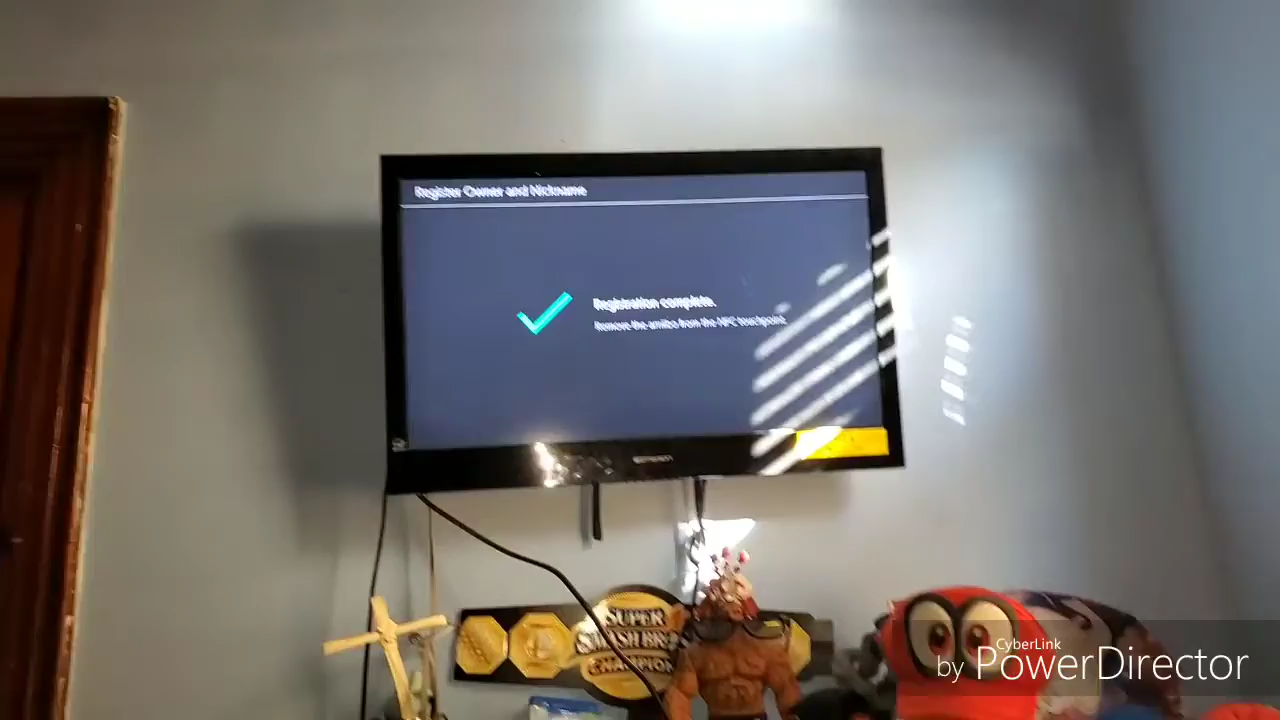 Register Owner and Nickname
Registration complete.
Remove the amiibo from the NFC touchpoint.
SUPER
SMASH BR
CHAMPION
CyberLink
by PowerDirector